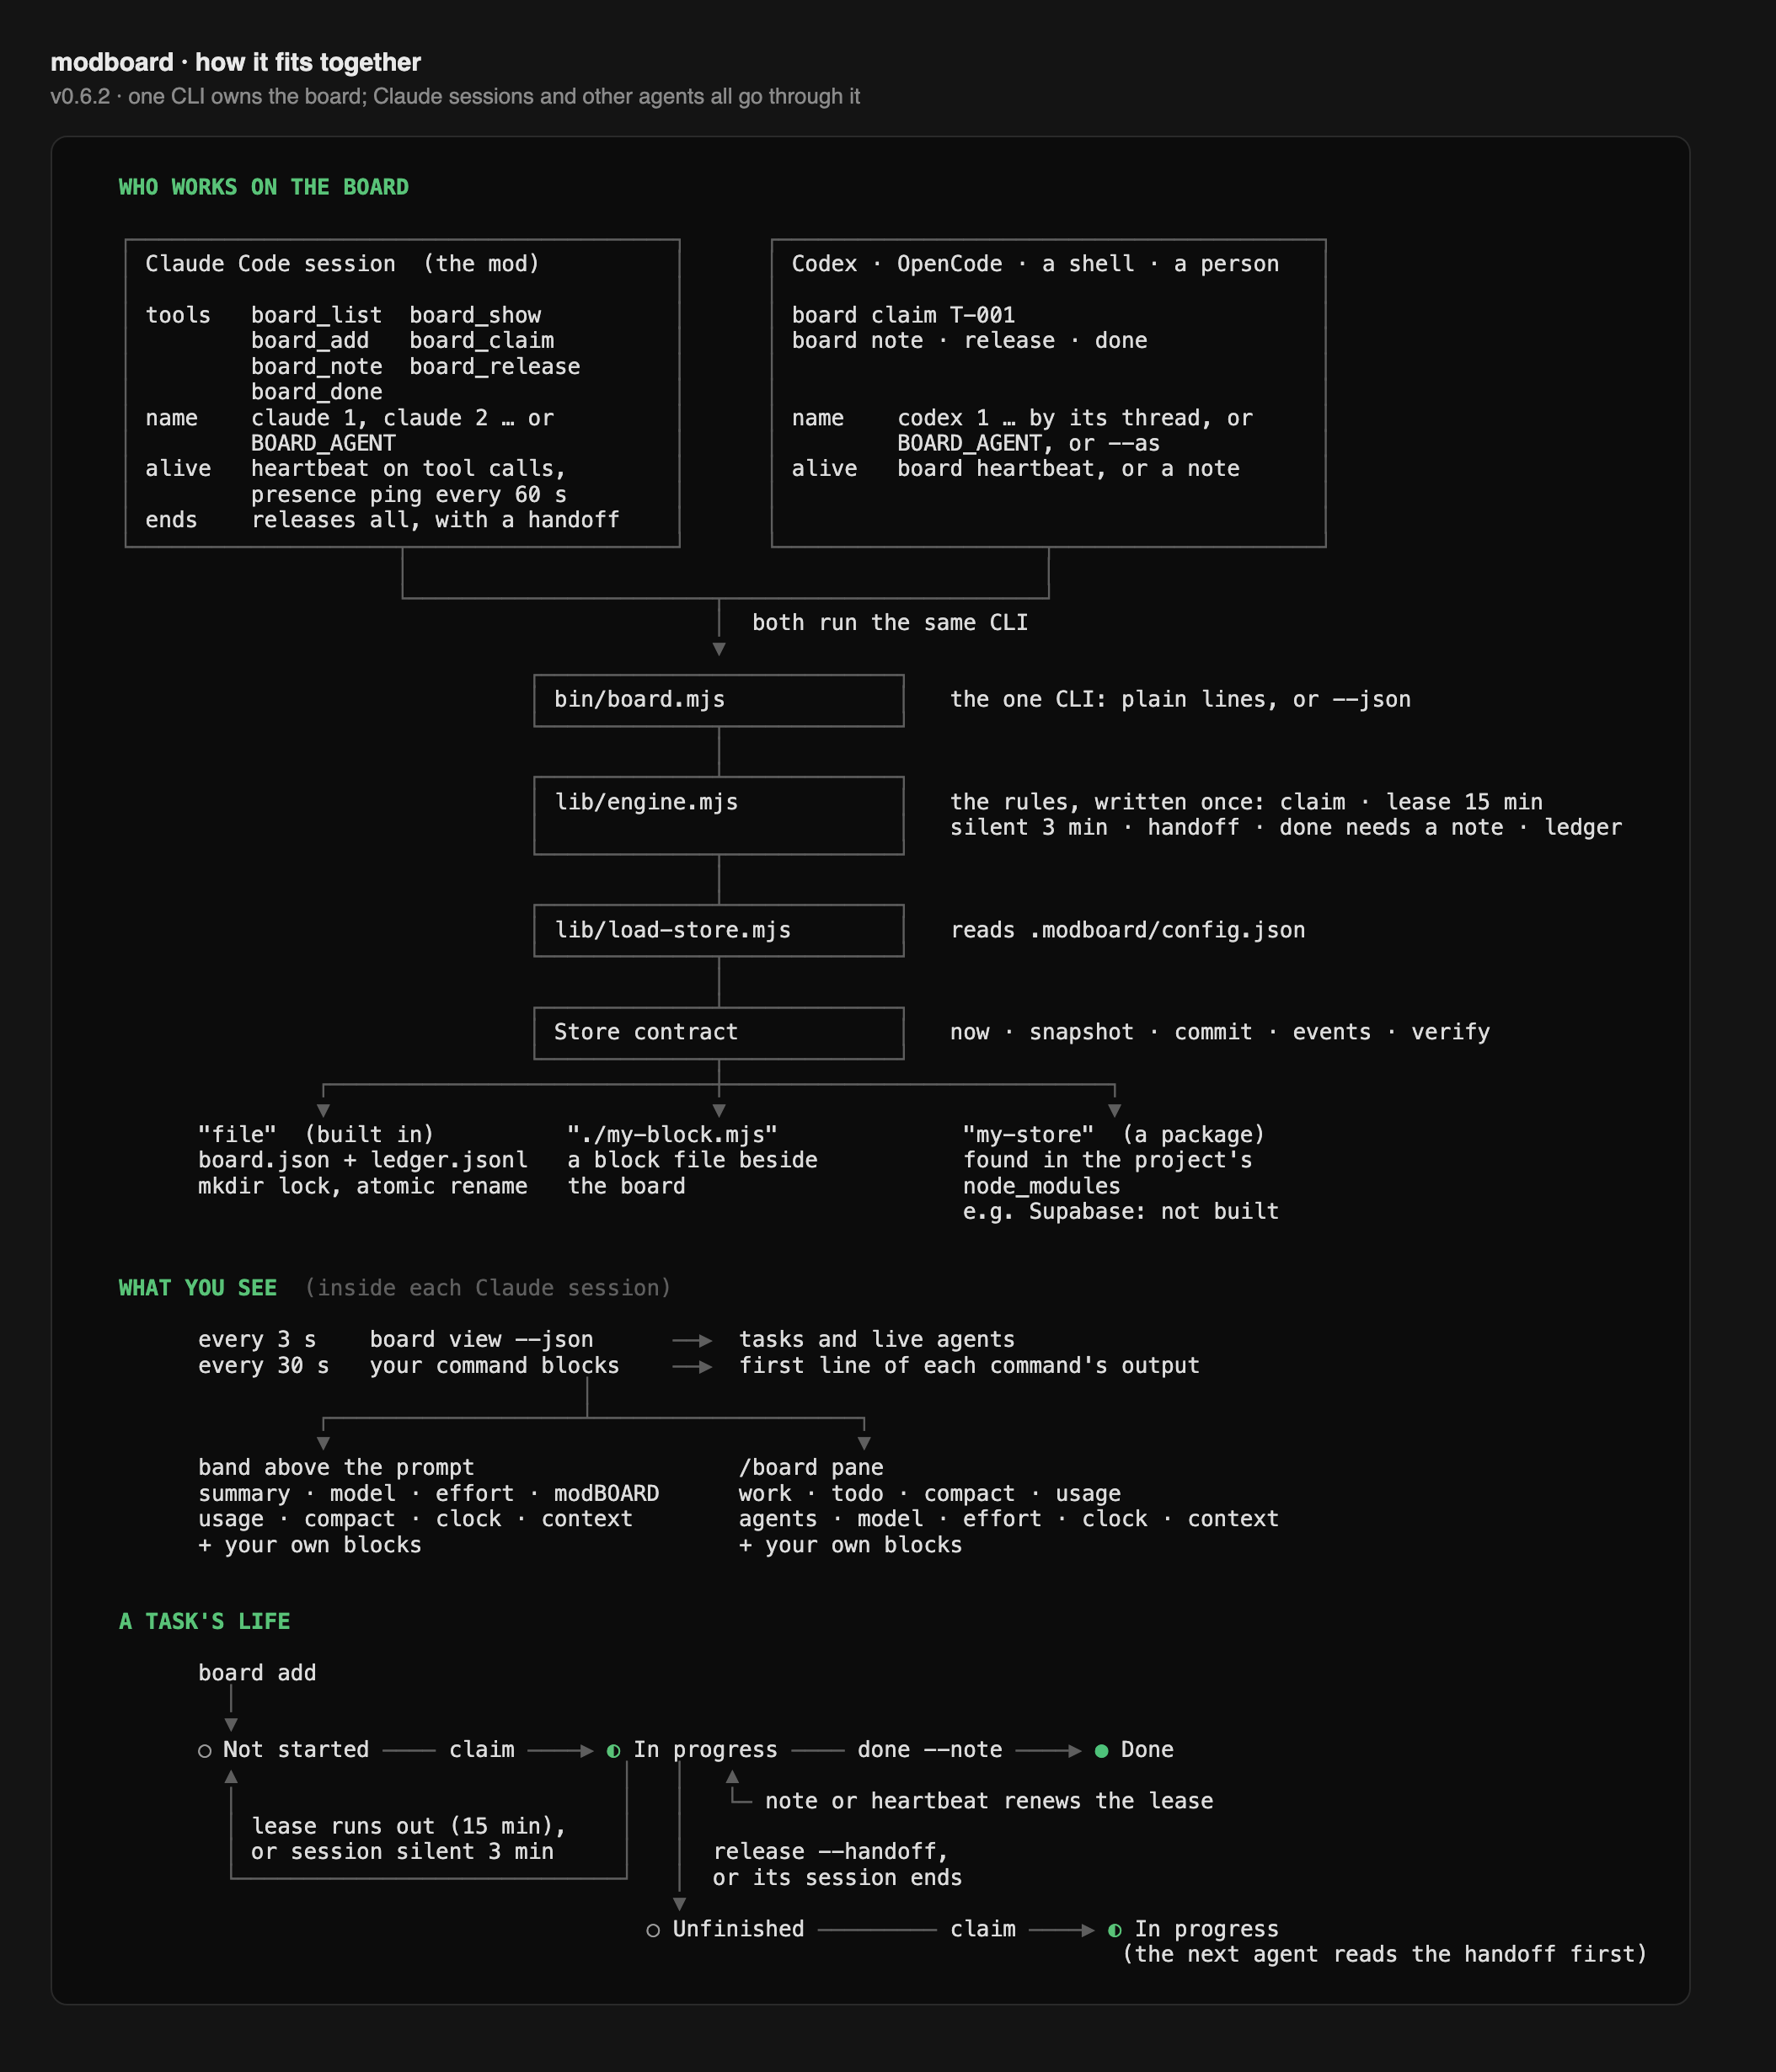 modboard · how it fits together
v0.6.2 · one CLI owns the board; Claude sessions and other agents all go through it
WHO WORKS ON THE BOARD
Claude Code session (the mod)
tools board_list board_show
board_add board_claim
board_note board_release
board_done
name claude 1, claude 2 … or
BOARD_AGENT
alive heartbeat on tool calls,
presence ping every 60 s
ends releases all, with a handoff
Codex · OpenCode · a shell · a person
board claim T-001
board note · release · done
name codex 1 … by its thread, or
BOARD_AGENT, or --as
alive board heartbeat, or a note
both run the same CLI
bin/board.mjs the one CLI: plain lines, or --json
lib/engine.mjs the rules, written once: claim · lease 15 min
silent 3 min · handoff · done needs a note · ledger
lib/load-store.mjs reads .modboard/config.json
Store contract now · snapshot · commit · events · verify
"file" (built in)
board.json + ledger.jsonl
mkdir lock, atomic rename
"./my-block.mjs"
a block file beside
the board
"my-store" (a package)
found in the project's
node_modules
e.g. Supabase: not built
WHAT YOU SEE (inside each Claude session)
every 3 s board view --json → tasks and live agents
every 30 s your command blocks → first line of each command's output
band above the prompt
summary · model · effort · modBOARD
usage · compact · clock · context
+ your own blocks
/board pane
work · todo · compact · usage
agents · model · effort · clock · context
+ your own blocks
A TASK'S LIFE
board add
○ Not started — claim → ◐ In progress — done --note → ● Done
note or heartbeat renews the lease
lease runs out (15 min),
or session silent 3 min
release --handoff,
or its session ends
○ Unfinished — claim → ◐ In progress
(the next agent reads the handoff first)